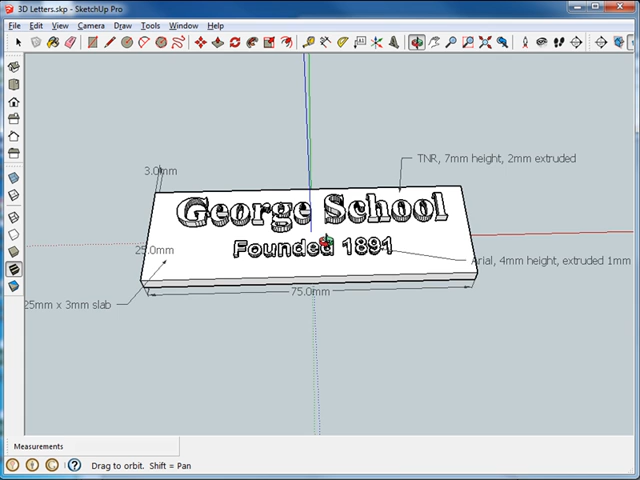 3D Letters.skp - SketchUp Pro
File Edit View Camera Draw Tools Window Help
TNR, 7mm height, 2mm extruded
3.0mm
George School
Founded 1891
25.0mm
Arial, 4mm height, extruded 1mm
75.0mm
25mm x 3mm slab
Measurements
Drag to orbit. Shift = Pan